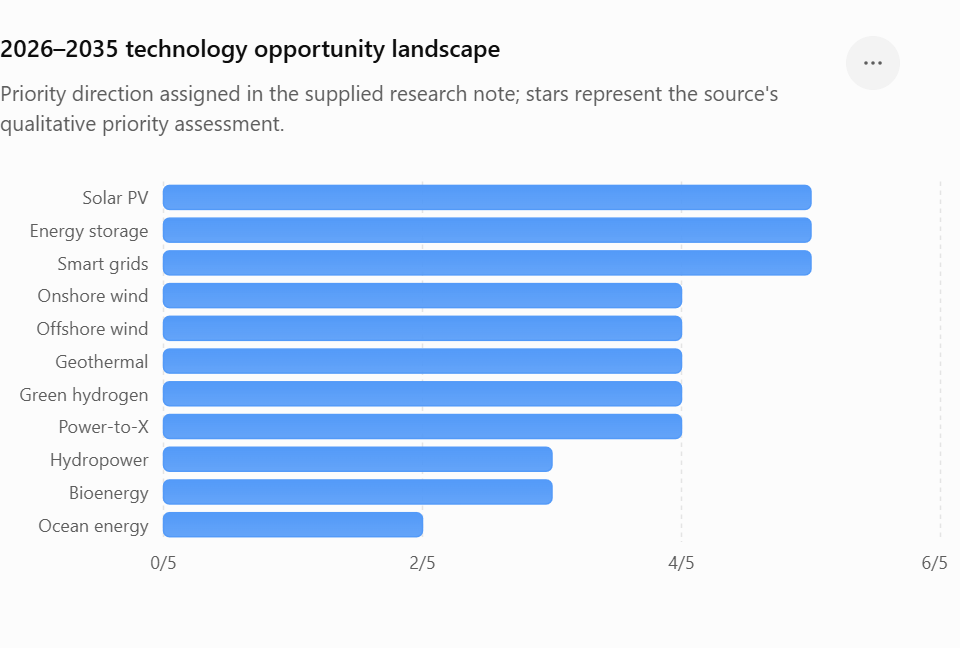 2026–2035 technology opportunity landscape
Priority direction assigned in the supplied research note; stars represent the source's
qualitative priority assessment.
Solar PV
Energy storage
Smart grids
Onshore wind
Offshore wind
Geothermal
Green hydrogen
Power-to-X
Hydropower
Bioenergy
Ocean energy
0/5 2/5 4/5 6/5